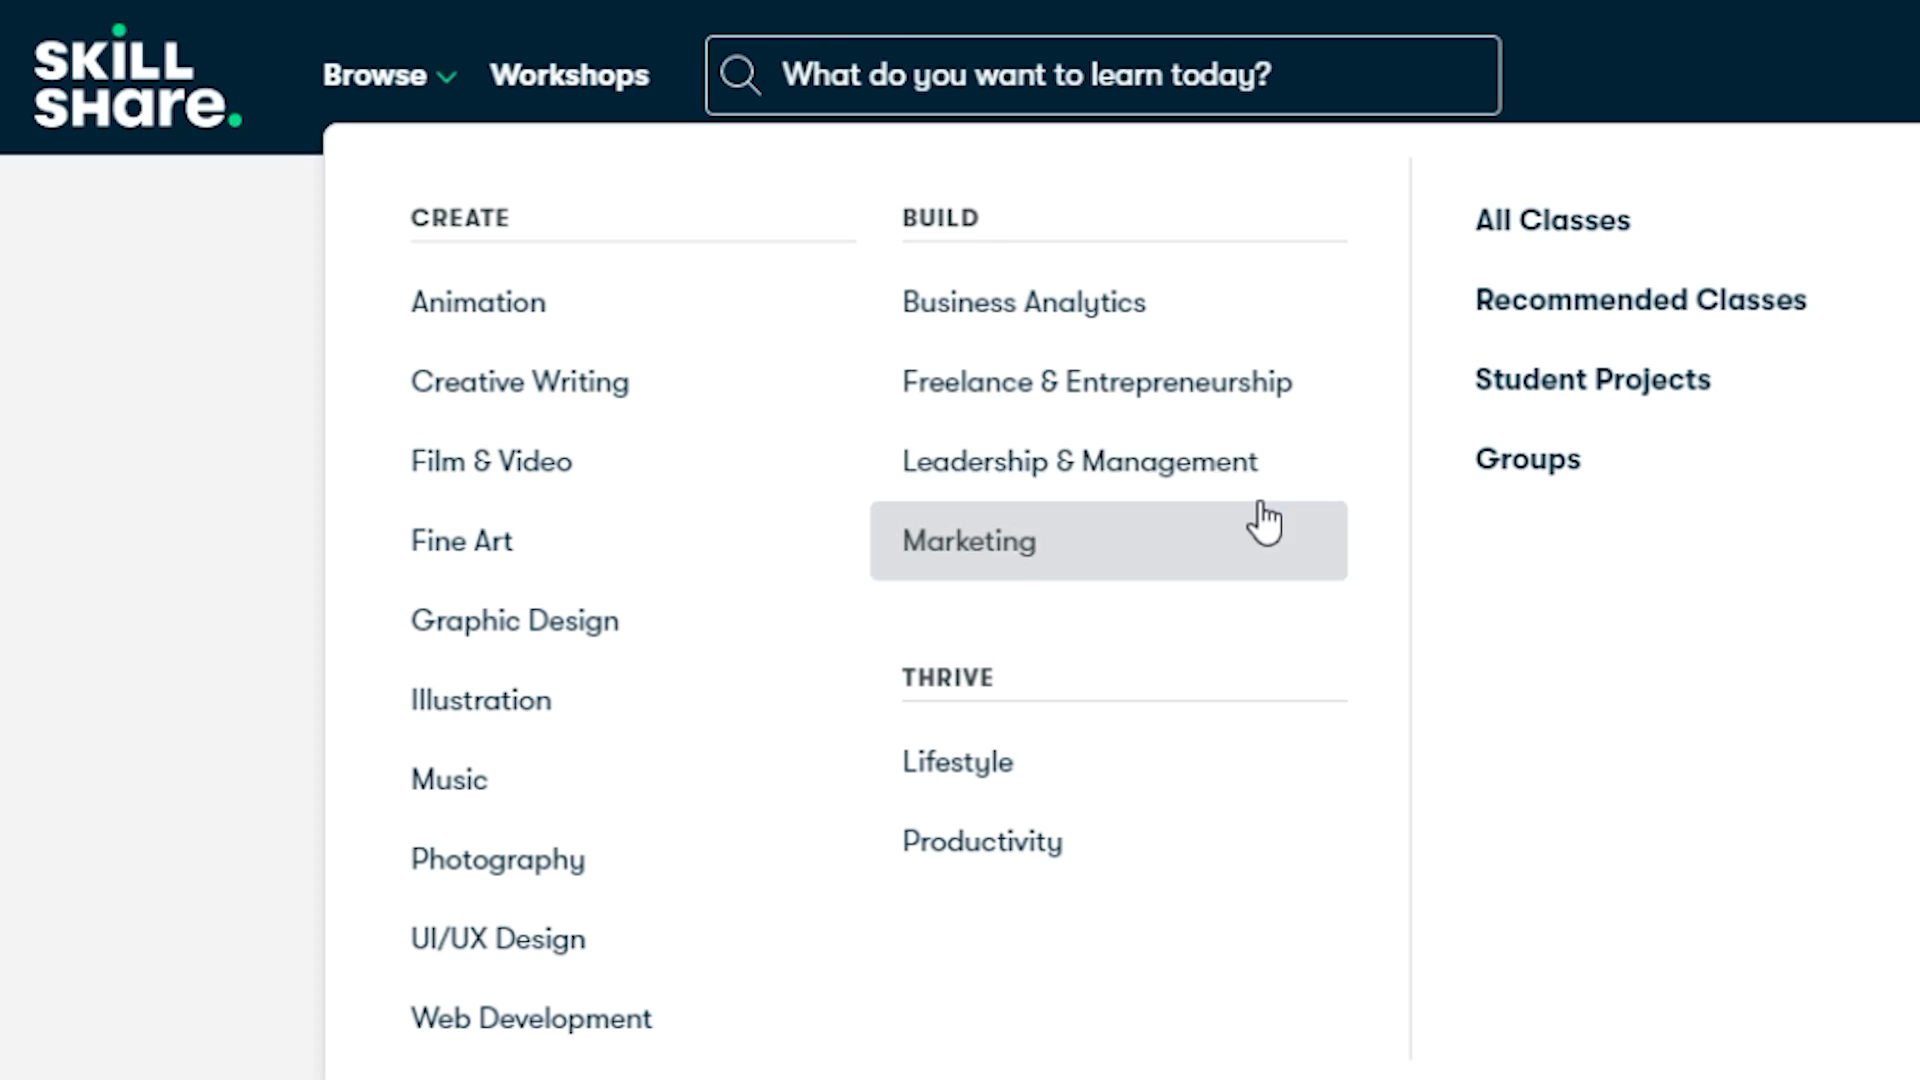 SKILL
SHare.
Browse
Workshops
What do you want to learn today?
CREATE
Animation
Creative Writing
Film & Video
Fine Art
Graphic Design
Illustration
Music
Photography
UI/UX Design
Web Development
BUILD
Business Analytics
Freelance & Entrepreneurship
Leadership & Management
Marketing
THRIVE
Lifestyle
Productivity
All Classes
Recommended Classes
Student Projects
Groups